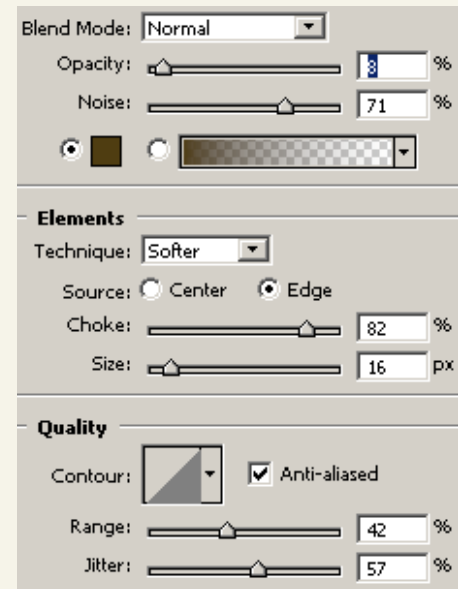 Blend Mode: Normal
Opacity: 8 %
Noise: 71 %
Elements
Technique: Softer
Source: Center Edge
Choke: 82 %
Size: 16 px
Quality
Contour: Anti-aliased
Range: 42 %
Jitter: 57 %